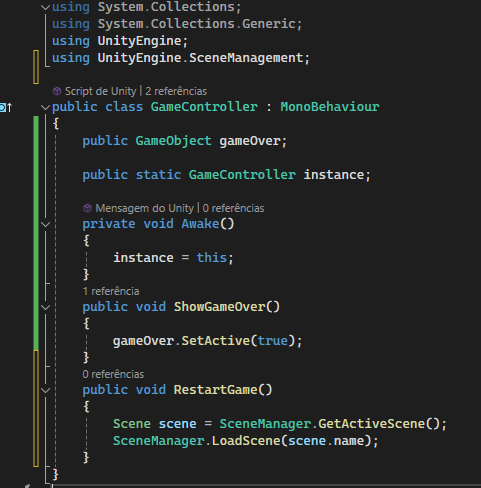 using System.Collections;
using System.Collections.Generic;
using UnityEngine;
using UnityEngine.SceneManagement;
Script de Unity | 2 referências
public class GameController : MonoBehaviour
{
public GameObject gameOver;
public static GameController instance;
Mensagem do Unity | 0 referências
private void Awake()
{
instance = this;
}
1 referência
public void ShowGameOver()
{
gameOver.SetActive(true);
}
0 referências
public void RestartGame()
{
Scene scene = SceneManager.GetActiveScene();
SceneManager.LoadScene(scene.name);
}
}